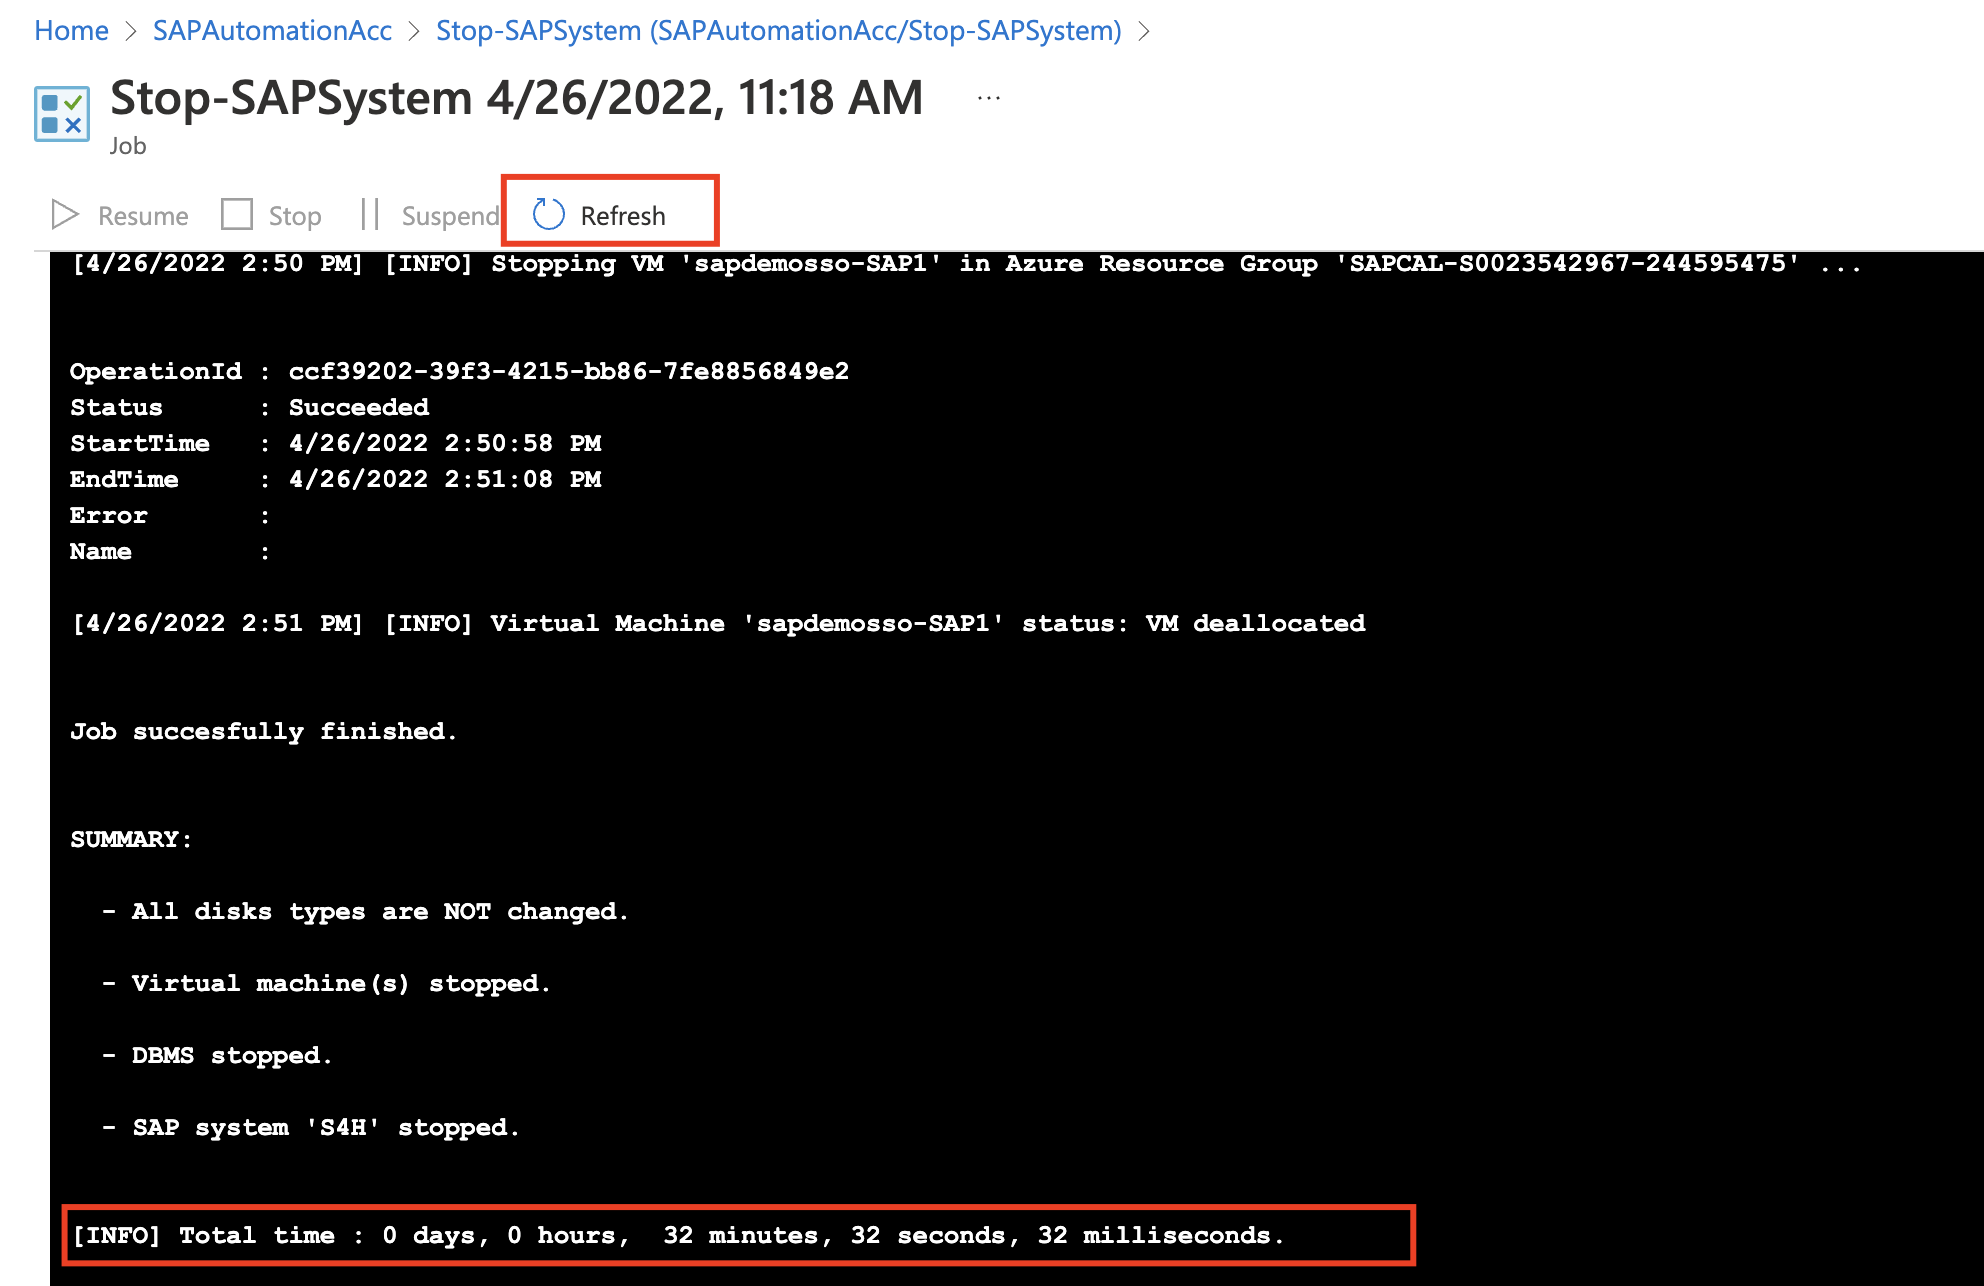 Home > SAPAutomationAcc > Stop-SAPSystem (SAPAutomationAcc/Stop-SAPSystem) >
Stop-SAPSystem 4/26/2022, 11:18 AM ...
Job
Resume Stop Suspend Refresh
[4/26/2022 2:50 PM] [INFO] Stopping VM 'sapdemosso-SAP1' in Azure Resource Group 'SAPCAL-S0023542967-244595475' ...
OperationId : ccf39202-39f3-4215-bb86-7fe8856849e2
Status : Succeeded
StartTime : 4/26/2022 2:50:58 PM
EndTime : 4/26/2022 2:51:08 PM
Error :
Name :
[4/26/2022 2:51 PM] [INFO] Virtual Machine 'sapdemosso-SAP1' status: VM deallocated
Job succesfully finished.
SUMMARY:
- All disks types are NOT changed.
- Virtual machine(s) stopped.
- DBMS stopped.
- SAP system 'S4H' stopped.
[INFO] Total time : 0 days, 0 hours, 32 minutes, 32 seconds, 32 milliseconds.